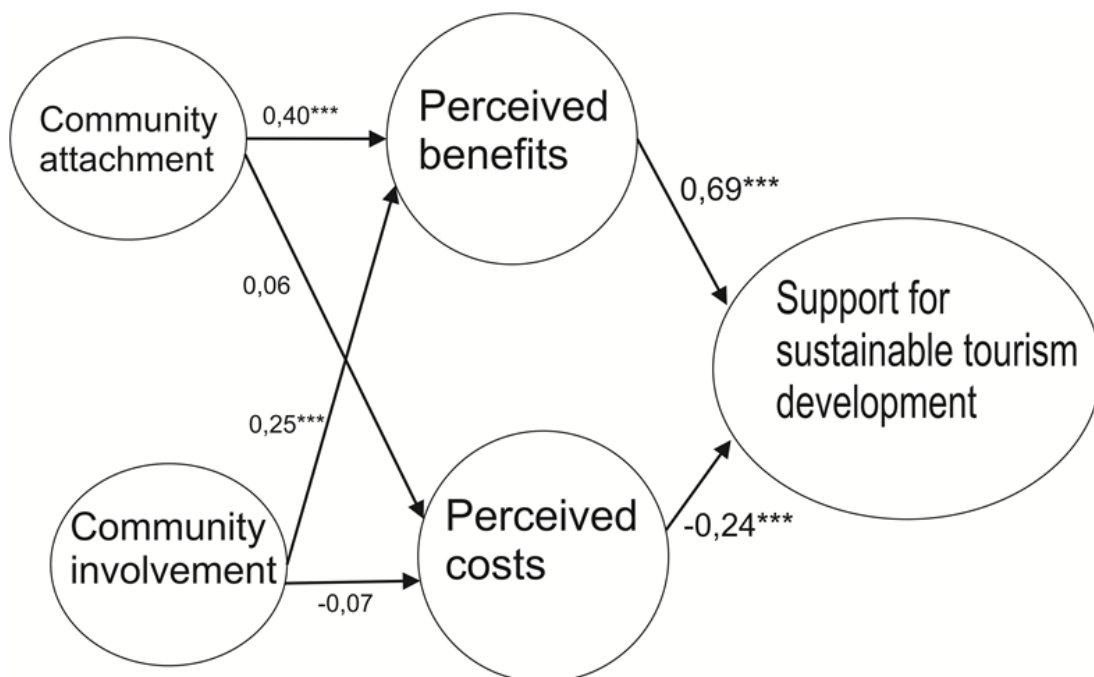 Community
attachment
0,40***
Perceived
benefits
0,69***
0,06
Support for
sustainable tourism
development
0,25***
Community
involvement
-0,07
Perceived
costs
-0,24***